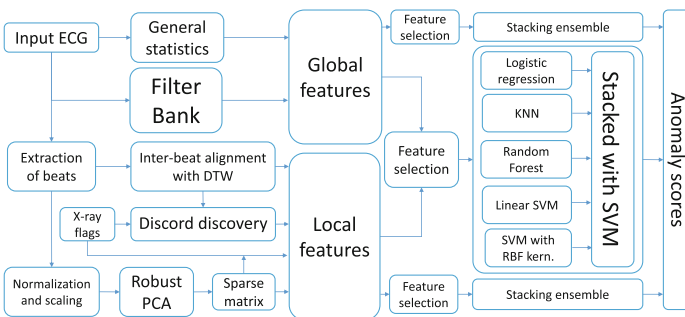 Input ECG
General
statistics
Filter
Bank
Global
features
Feature
selection
Stacking ensemble
Extraction
of beats
Inter-beat alignment
with DTW
X-ray
flags
Discord discovery
Local
features
Feature
selection
Logistic
regression
KNN
Random
Forest
Linear SVM
SVM with
RBF kern.
Stacked with SVM
Anomaly scores
Normalization
and scaling
Robust
PCA
Sparse
matrix
Feature
selection
Stacking ensemble